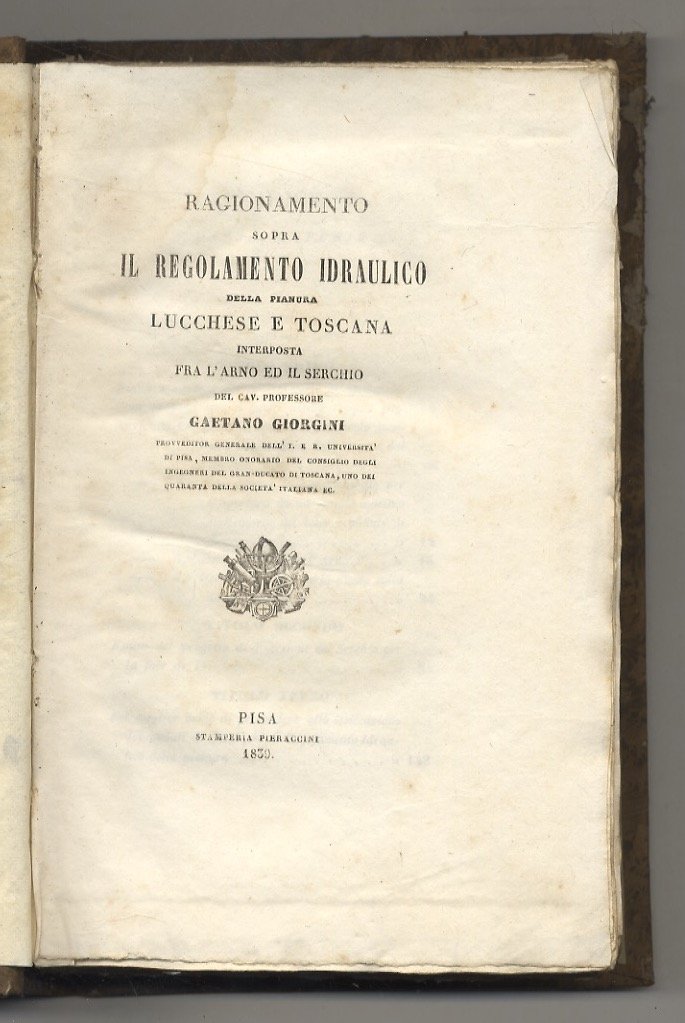 RAGIONAMENTO
SOPRA
IL REGOLAMENTO IDRAULICO
DELLA PIANURA
LUCCHESE E TOSCANA
INTERPOSTA
FRA L'ARNO ED IL SERCHIO
DEL CAV. PROFESSORE
GAETANO GIORGINI
PROVVEDITOR GENERALE DELL' I. E R. UNIVERSITA'
DI PISA, MEMBRO ONORARIO DEL CONSIGLIO DEGLI
INGEGNERI DEL GRAN-DUCATO DI TOSCANA, UNO DEI
QUARANTA DELLA SOCIETA' ITALIANA EC.
PISA
STAMPERIA PIERACCINI
1839.